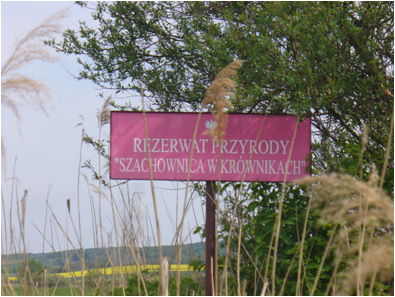 REZERWAT PRZYRODY
"SZACHOWNICA W KRÓWNIKACH"